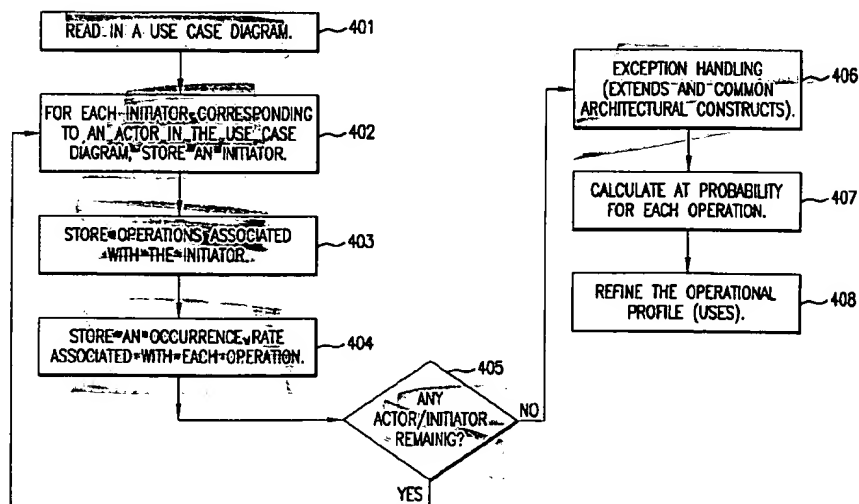 READ IN A USE CASE DIAGRAM.
401
FOR EACH INITIATOR CORRESPONDING
TO AN ACTOR IN THE USE CASE
DIAGRAM, STORE AN INITIATOR.
402
STORE OPERATIONS ASSOCIATED
WITH THE INITIATOR.
403
STORE AN OCCURRENCE RATE
ASSOCIATED WITH EACH OPERATION.
404
405
ANY
ACTOR/INITIATOR
REMAINIG?
NO
YES
EXCEPTION HANDLING
(EXTENDS AND COMMON
ARCHITECTURAL CONSTRUCTS).
406
CALCULATE AT PROBABILITY
FOR EACH OPERATION.
407
REFINE THE OPERATIONAL
PROFILE (USES).
408